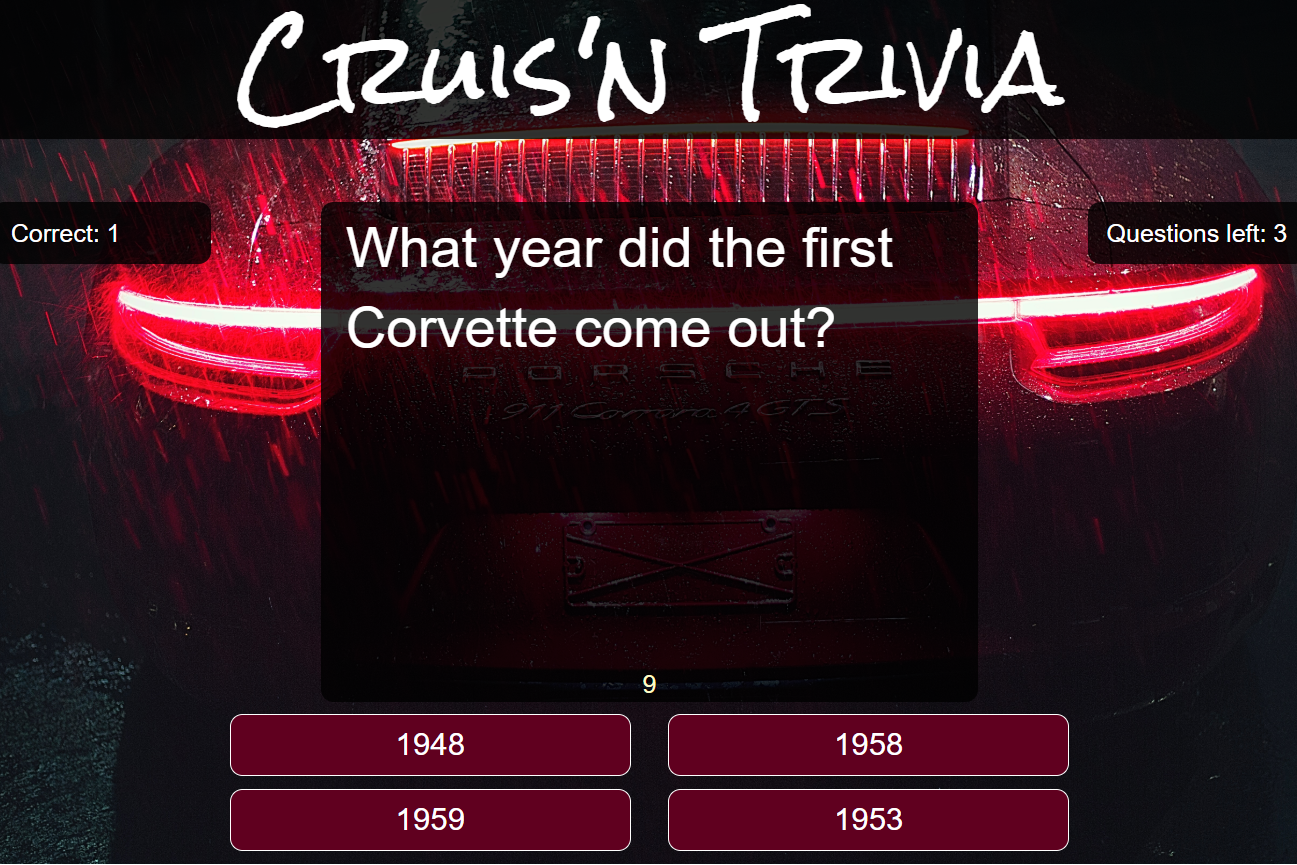 Cruis'n Trivia
Correct: 1
Questions left: 3
What year did the first
Corvette come out?
PORSCHE
911 Carrera 4 GTS
9
1948
1958
1959
1953